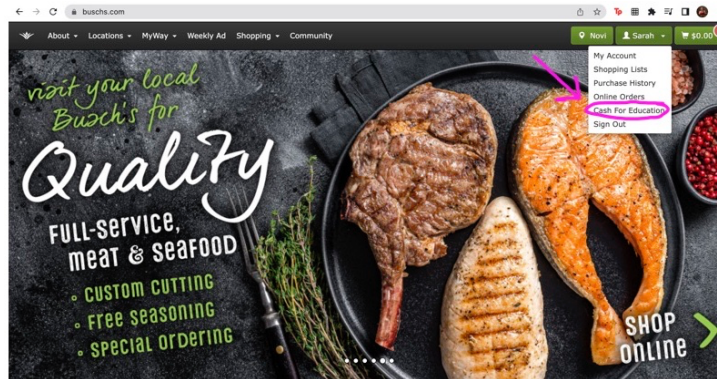 buschs.com
About Locations MyWay Weekly Ad Shopping Community
Novi Sarah $0.00
My Account
Shopping Lists
Purchase History
Online Orders
Cash For Education
Sign Out
visit your local
Busch's for
Quality
FULL-SERVICE,
meat & seafood
• CUSTOM CUTTING
• FREE SEASONING
• SPECIAL ORDERING
SHOP
ONLINE